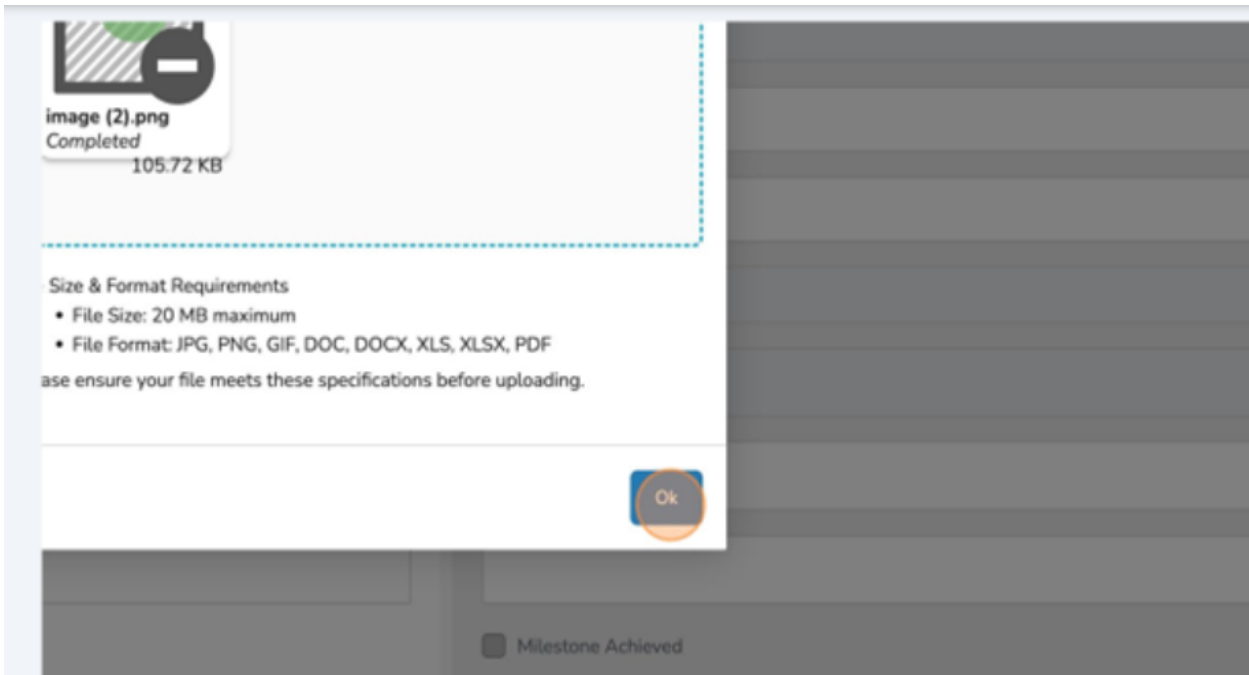 image (2).png
Completed
105.72 KB
Size & Format Requirements
• File Size: 20 MB maximum
• File Format: JPG, PNG, GIF, DOC, DOCX, XLS, XLSX, PDF
ase ensure your file meets these specifications before uploading.
Ok
Milestone Achieved